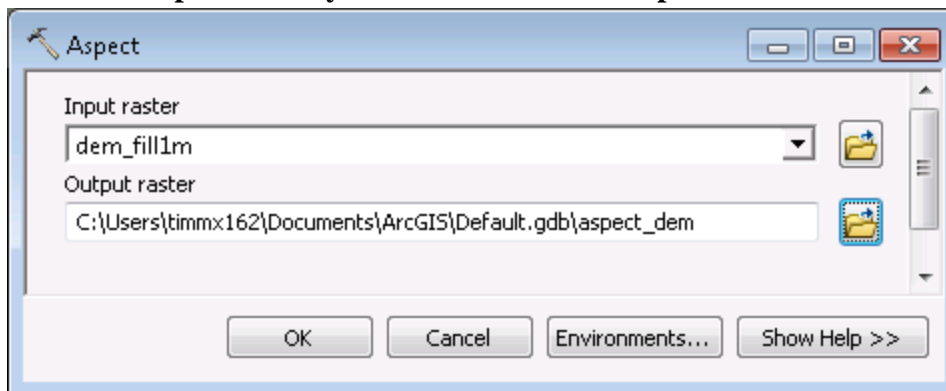 Aspect
Input raster
dem_fill1m
Output raster
C:\Users\timmx162\Documents\ArcGIS\Default.gdb\aspect_dem
OK Cancel Environments... Show Help >>